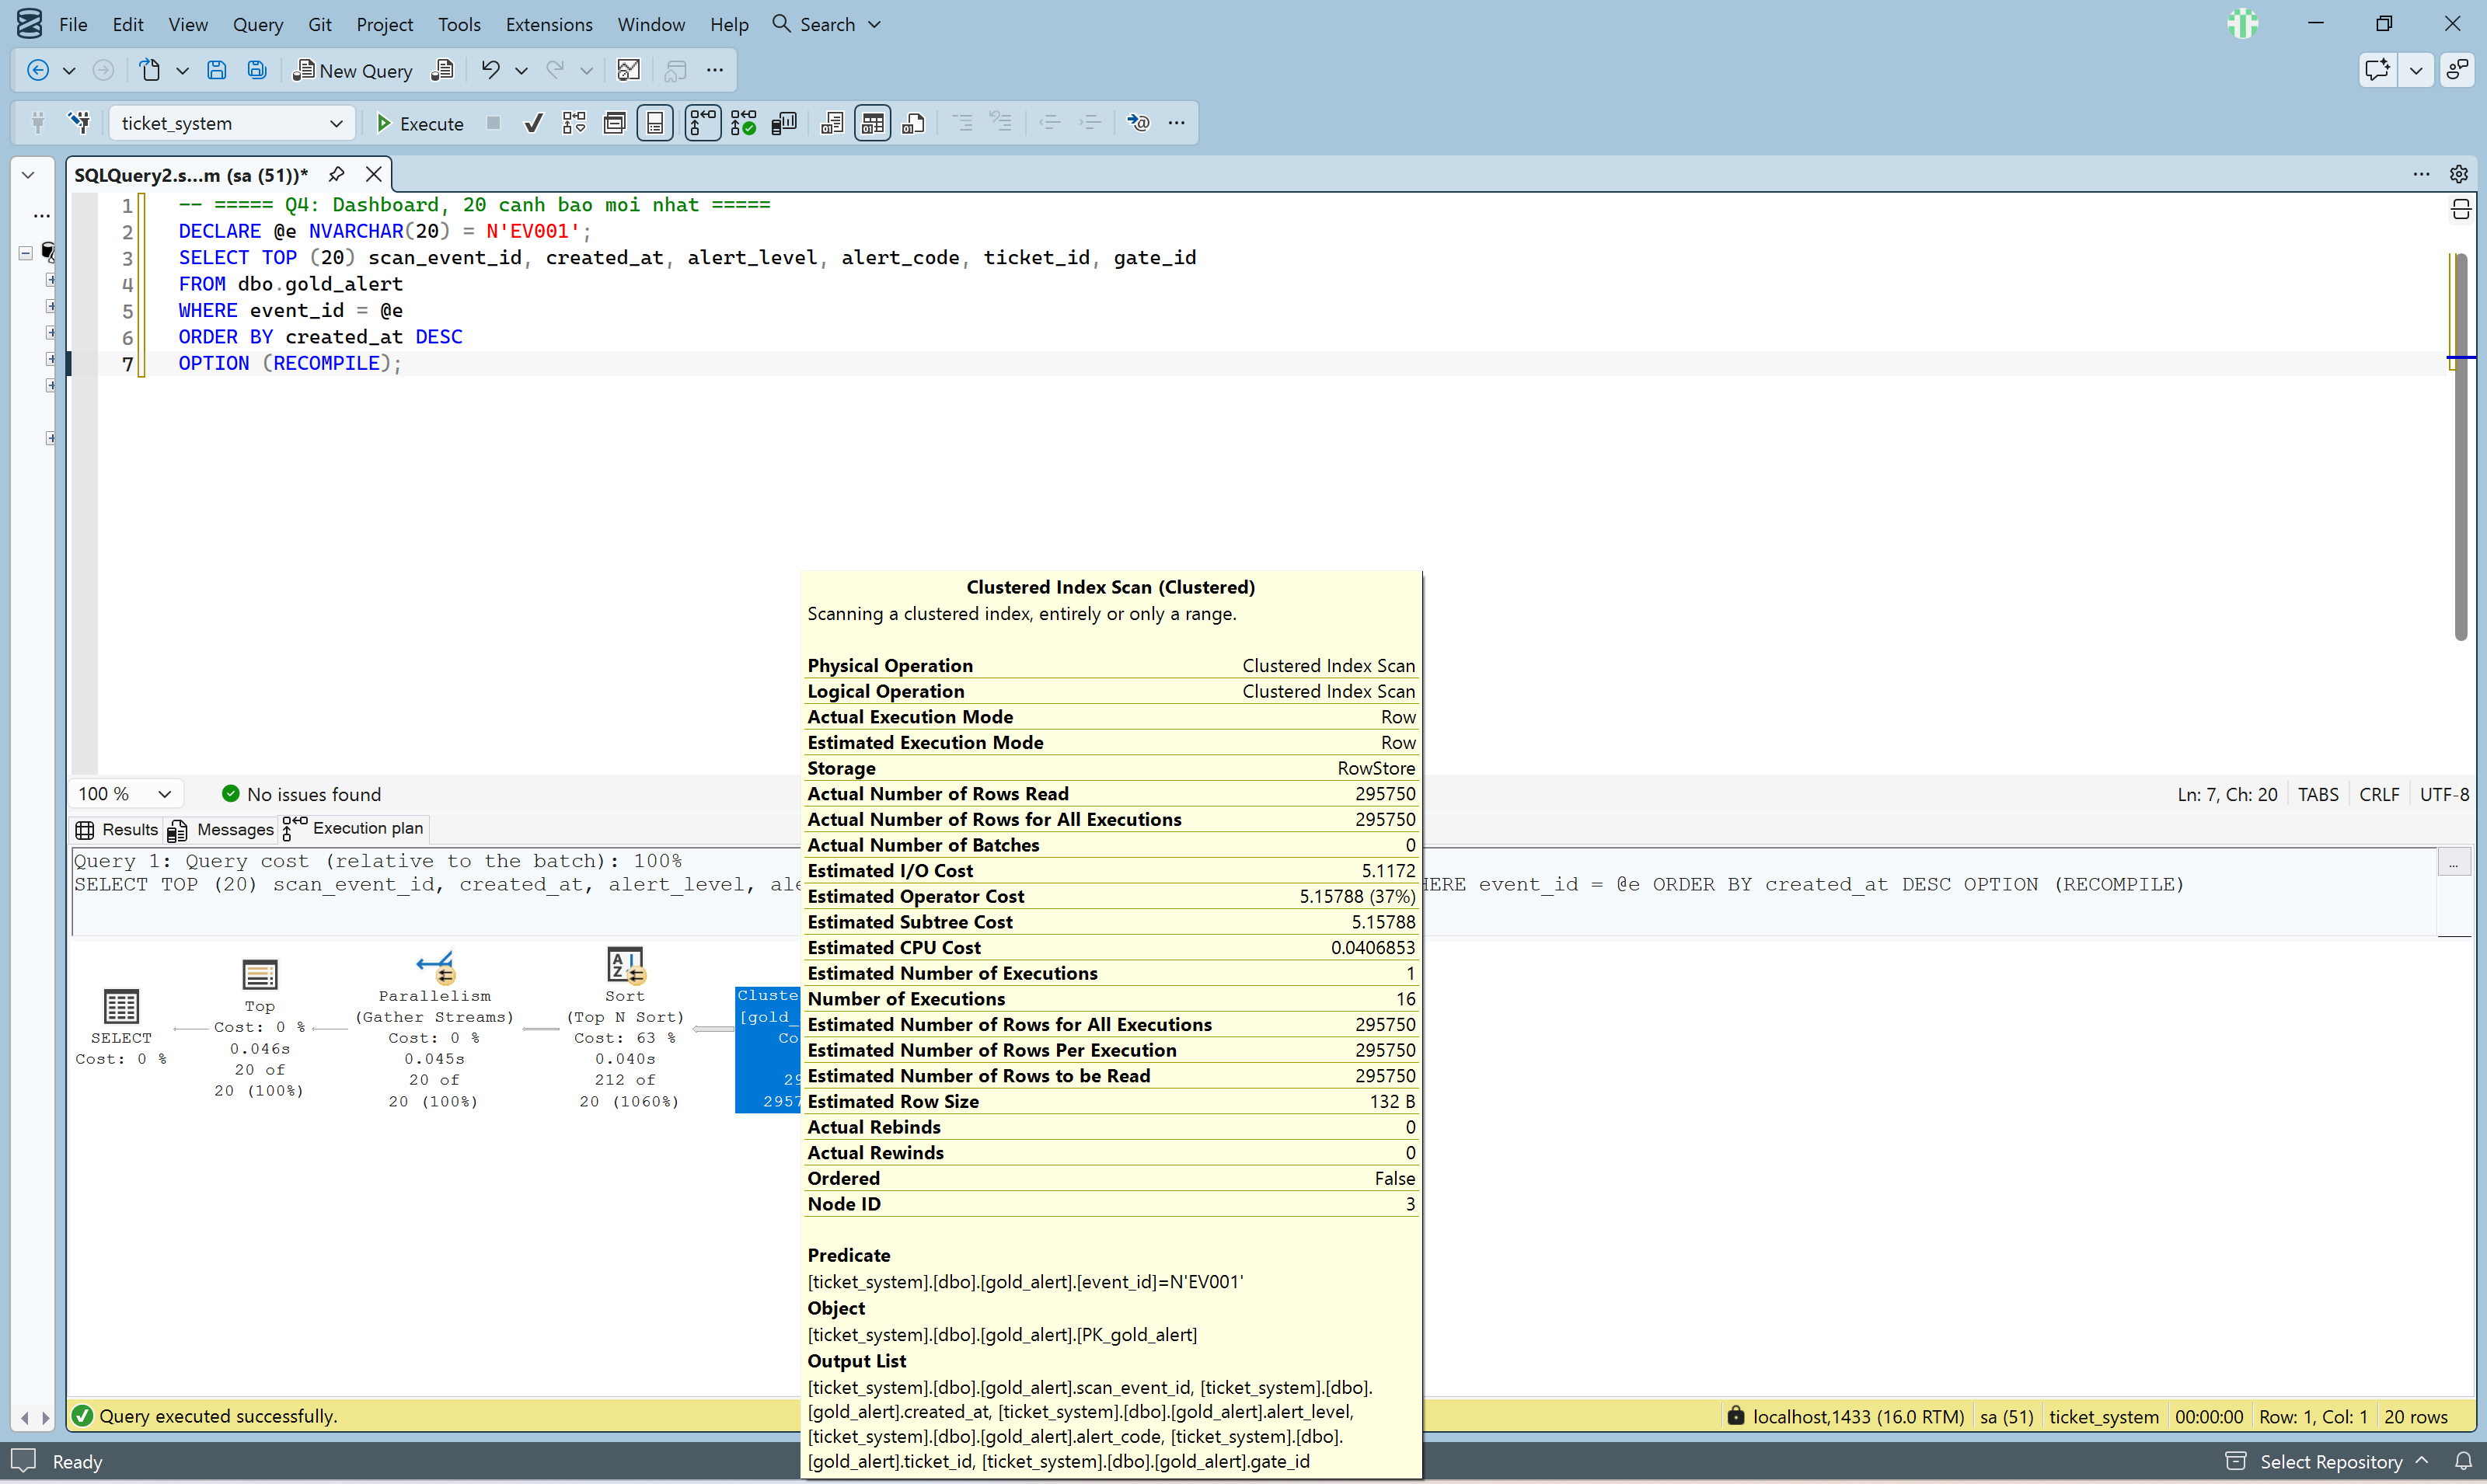 File Edit View Query Git Project Tools Extensions Window Help Search
New Query
ticket_system Execute
SQLQuery2.s...m (sa (51))*
1 -- ===== Q4: Dashboard, 20 canh bao moi nhat =====
2 DECLARE @e NVARCHAR(20) = N'EV001';
3 SELECT TOP (20) scan_event_id, created_at, alert_level, alert_code, ticket_id, gate_id
4 FROM dbo.gold_alert
5 WHERE event_id = @e
6 ORDER BY created_at DESC
7 OPTION (RECOMPILE);
100 % No issues found
Ln: 7, Ch: 20 TABS CRLF UTF-8
Results Messages Execution plan
Query 1: Query cost (relative to the batch): 100%
SELECT TOP (20) scan_event_id, created_at, alert_level, ale
HERE event_id = @e ORDER BY created_at DESC OPTION (RECOMPILE)
...
SELECT
Cost: 0 %
Top
Cost: 0 %
0.046s
20 of
20 (100%)
Parallelism
(Gather Streams)
Cost: 0 %
0.045s
20 of
20 (100%)
Sort
(Top N Sort)
Cost: 63 %
0.040s
212 of
20 (1060%)
Cluste
[gold_
Co
29
2957
Clustered Index Scan (Clustered)
Scanning a clustered index, entirely or only a range.
Physical Operation Clustered Index Scan
Logical Operation Clustered Index Scan
Actual Execution Mode Row
Estimated Execution Mode Row
Storage RowStore
Actual Number of Rows Read 295750
Actual Number of Rows for All Executions 295750
Actual Number of Batches 0
Estimated I/O Cost 5.1172
Estimated Operator Cost 5.15788 (37%)
Estimated Subtree Cost 5.15788
Estimated CPU Cost 0.0406853
Estimated Number of Executions 1
Number of Executions 16
Estimated Number of Rows for All Executions 295750
Estimated Number of Rows Per Execution 295750
Estimated Number of Rows to be Read 295750
Estimated Row Size 132 B
Actual Rebinds 0
Actual Rewinds 0
Ordered False
Node ID 3
Predicate
[ticket_system].[dbo].[gold_alert].[event_id]=N'EV001'
Object
[ticket_system].[dbo].[gold_alert].[PK_gold_alert]
Output List
[ticket_system].[dbo].[gold_alert].scan_event_id, [ticket_system].[dbo].
[gold_alert].created_at, [ticket_system].[dbo].[gold_alert].alert_level,
[ticket_system].[dbo].[gold_alert].alert_code, [ticket_system].[dbo].
[gold_alert].ticket_id, [ticket_system].[dbo].[gold_alert].gate_id
Query executed successfully.
localhost,1433 (16.0 RTM) sa (51) ticket_system 00:00:00 Row: 1, Col: 1 20 rows
Ready
Select Repository